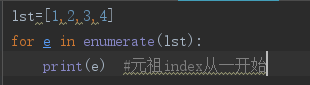 lst=[1,2,3,4]
for e in enumerate(lst):
    print(e)  #元祖index从一开始